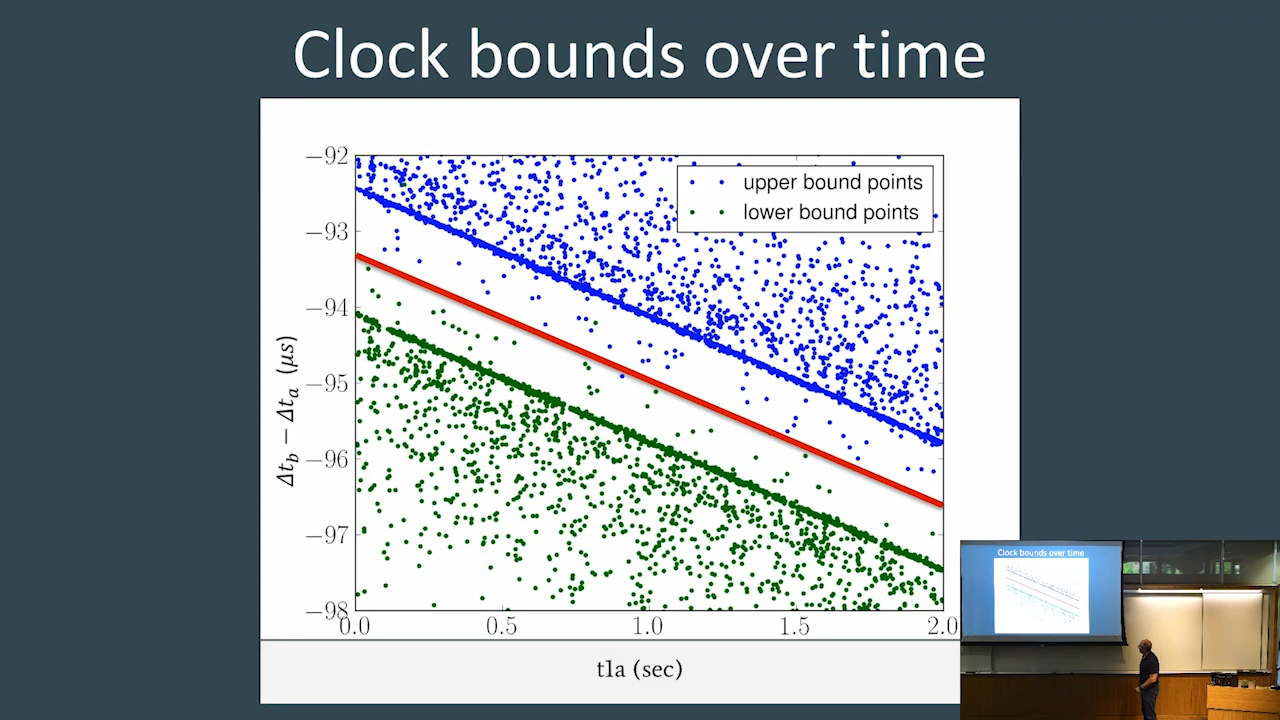 Clock bounds over time
−92
−93
−94
−95
−96
−97
−98
upper bound points
lower bound points
Δt_b − Δt_a (μs)
0.0 0.5 1.0 1.5 2.0
t1a (sec)
Clock bounds over time